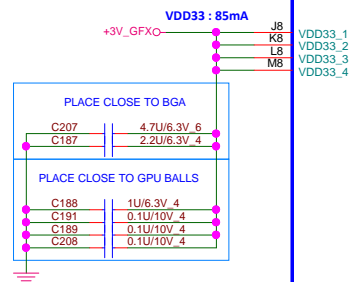 VDD33 : 85mA
+3V_GFX
J8 VDD33_1
K8 VDD33_2
L8 VDD33_3
M8 VDD33_4
PLACE CLOSE TO BGA
C207 4.7U/6.3V_6
C187 2.2U/6.3V_4
PLACE CLOSE TO GPU BALLS
C188 1U/6.3V_4
C191 0.1U/10V_4
C189 0.1U/10V_4
C208 0.1U/10V_4